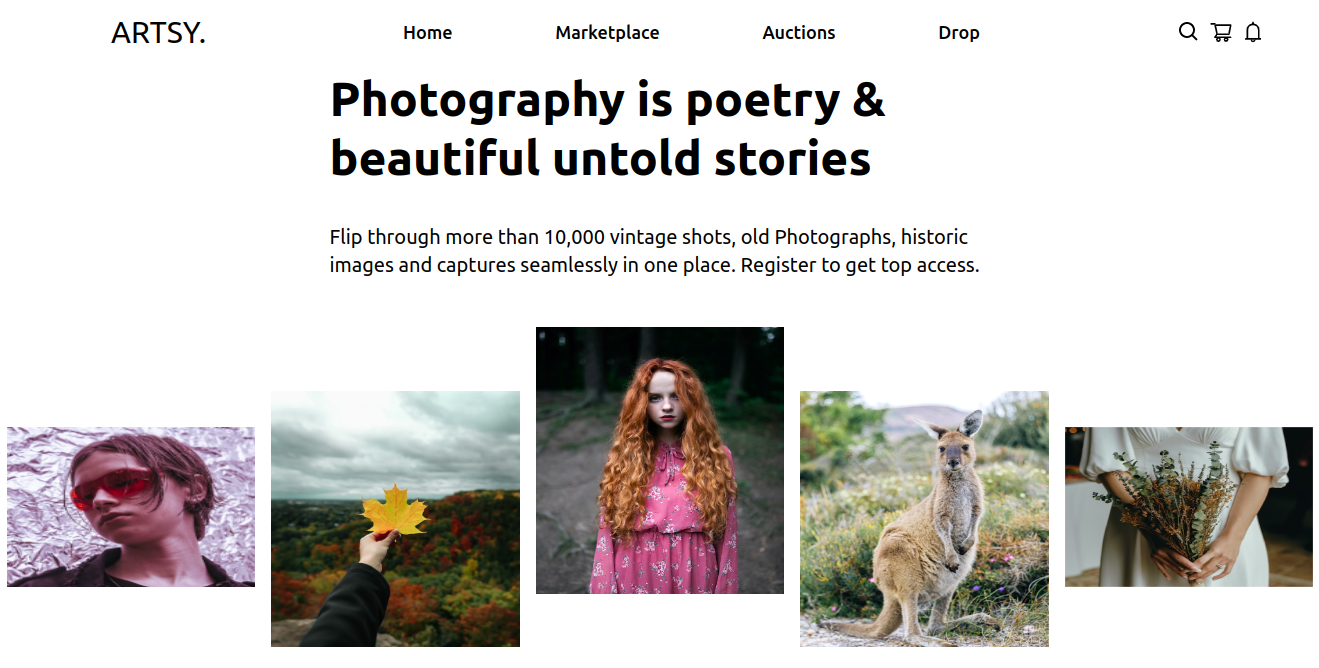 ARTSY.
Home
Marketplace
Auctions
Drop
Photography is poetry &
beautiful untold stories
Flip through more than 10,000 vintage shots, old Photographs, historic
images and captures seamlessly in one place. Register to get top access.